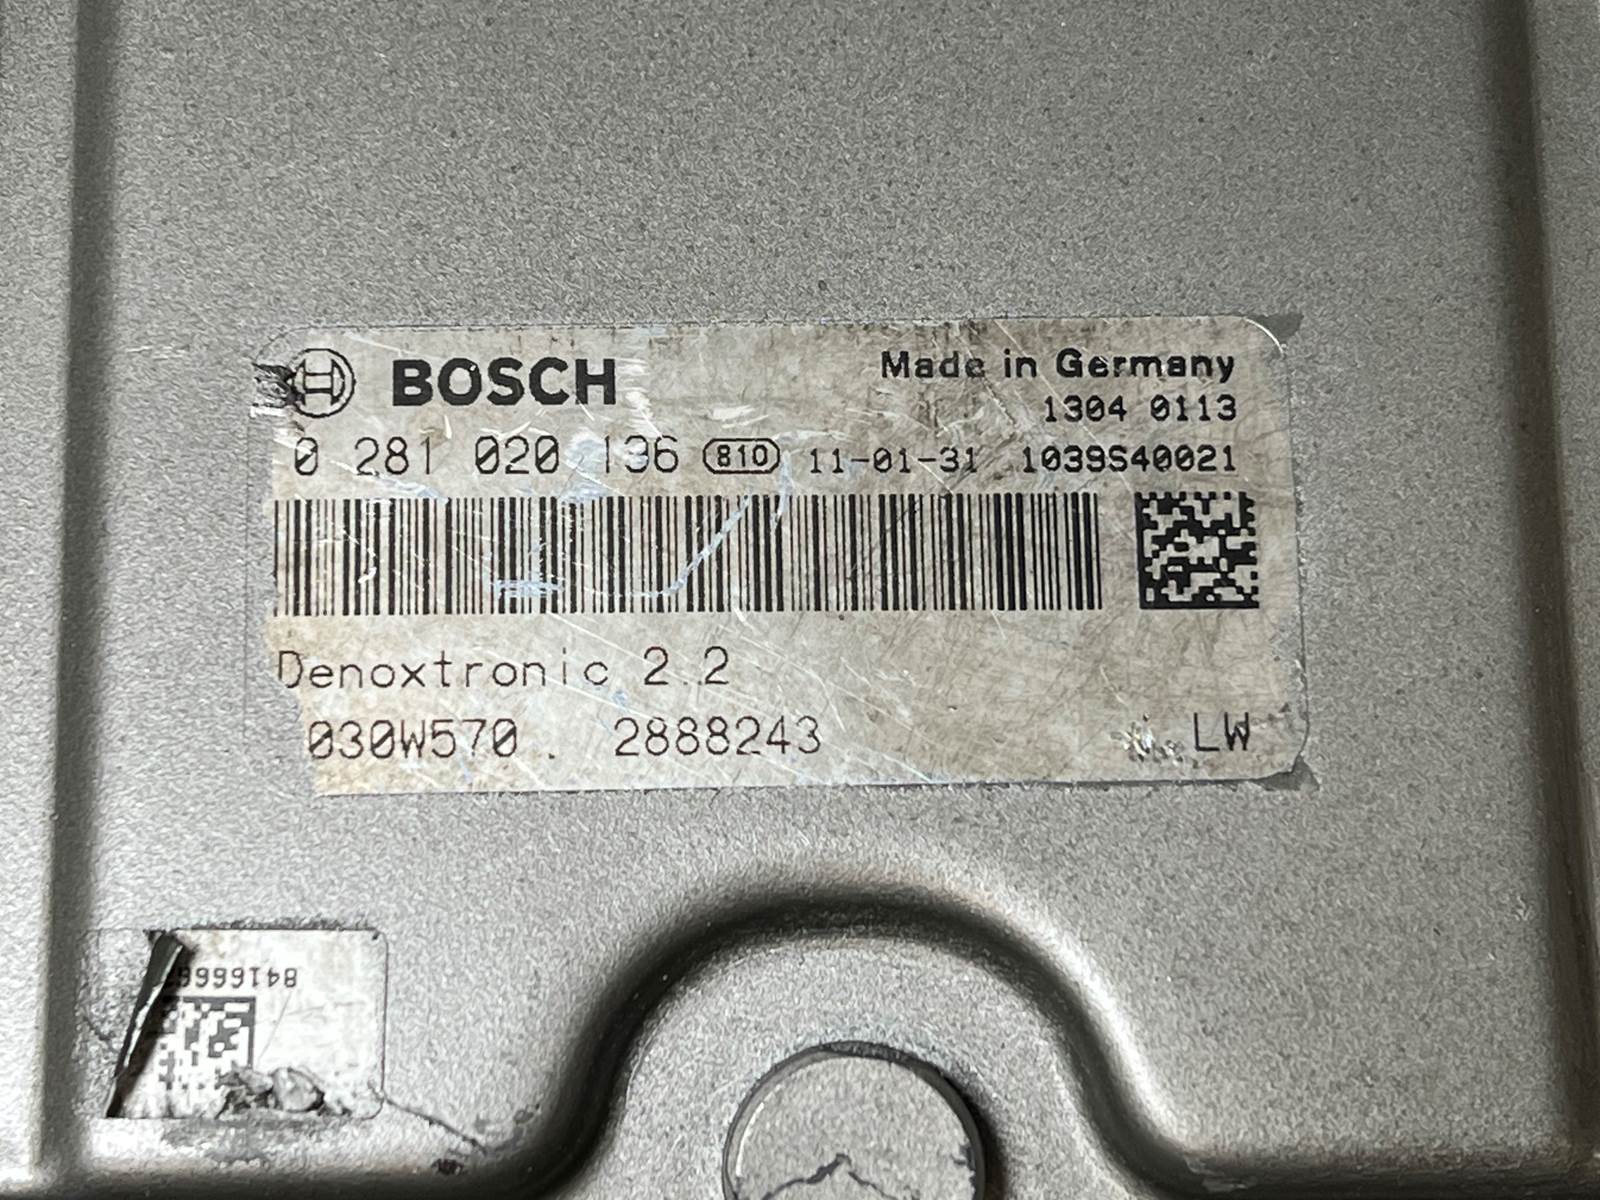 BOSCH
Made in Germany
1304 0113
0 281 020 136 810 11-01-31 1039S40021
Denoxtronic 2.2
030W570 . 2888243 LW